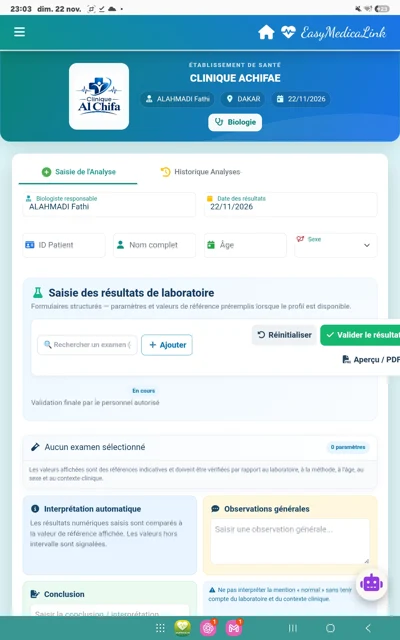 23:03 dim. 22 nov.
EasyMedicaLink
ÉTABLISSEMENT DE SANTÉ
CLINIQUE ACHIFAE
Clinique
Al Chifa
ALAHMADI Fathi
DAKAR
22/11/2026
Biologie
Saisie de l'Analyse
Historique Analyses
Biologiste responsable
ALAHMADI Fathi
Date des résultats
22/11/2026
ID Patient
Nom complet
Âge
Sexe
Saisie des résultats de laboratoire
Formulaires structurés — paramètres et valeurs de référence préremplis lorsque le profil est disponible.
Rechercher un examen (
+ Ajouter
Réinitialiser
Valider le résultat
Aperçu / PDF
En cours
Validation finale par le personnel autorisé
Aucun examen sélectionné
0 paramètres
Les valeurs affichées sont des références indicatives et doivent être vérifiées par rapport au laboratoire, à la méthode, à l'âge, au
sexe et au contexte clinique.
Interprétation automatique
Les résultats numériques saisis sont comparés à
la valeur de référence affichée. Les valeurs hors
intervalle sont signalées.
Observations générales
Saisir une observation générale...
Conclusion
Saisir la conclusion / interprétation
Ne pas interpréter la mention « normal » sans tenir
compte du laboratoire et du contexte clinique.